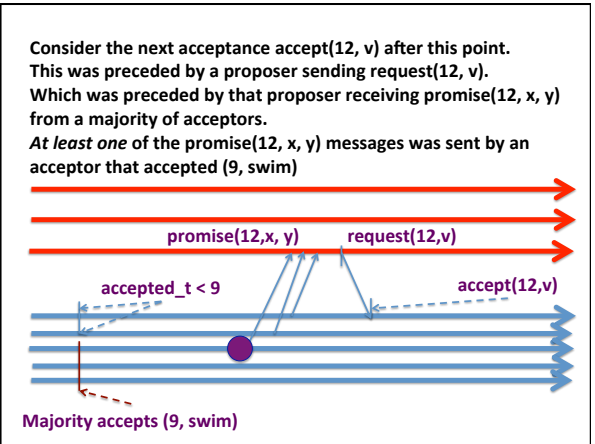 Consider the next acceptance accept(12, v) after this point.
This was preceded by a proposer sending request(12, v).
Which was preceded by that proposer receiving promise(12, x, y)
from a majority of acceptors.
At least one of the promise(12, x, y) messages was sent by an
acceptor that accepted (9, swim)
promise(12,x, y) request(12,v)
accepted_t < 9
accept(12,v)
Majority accepts (9, swim)